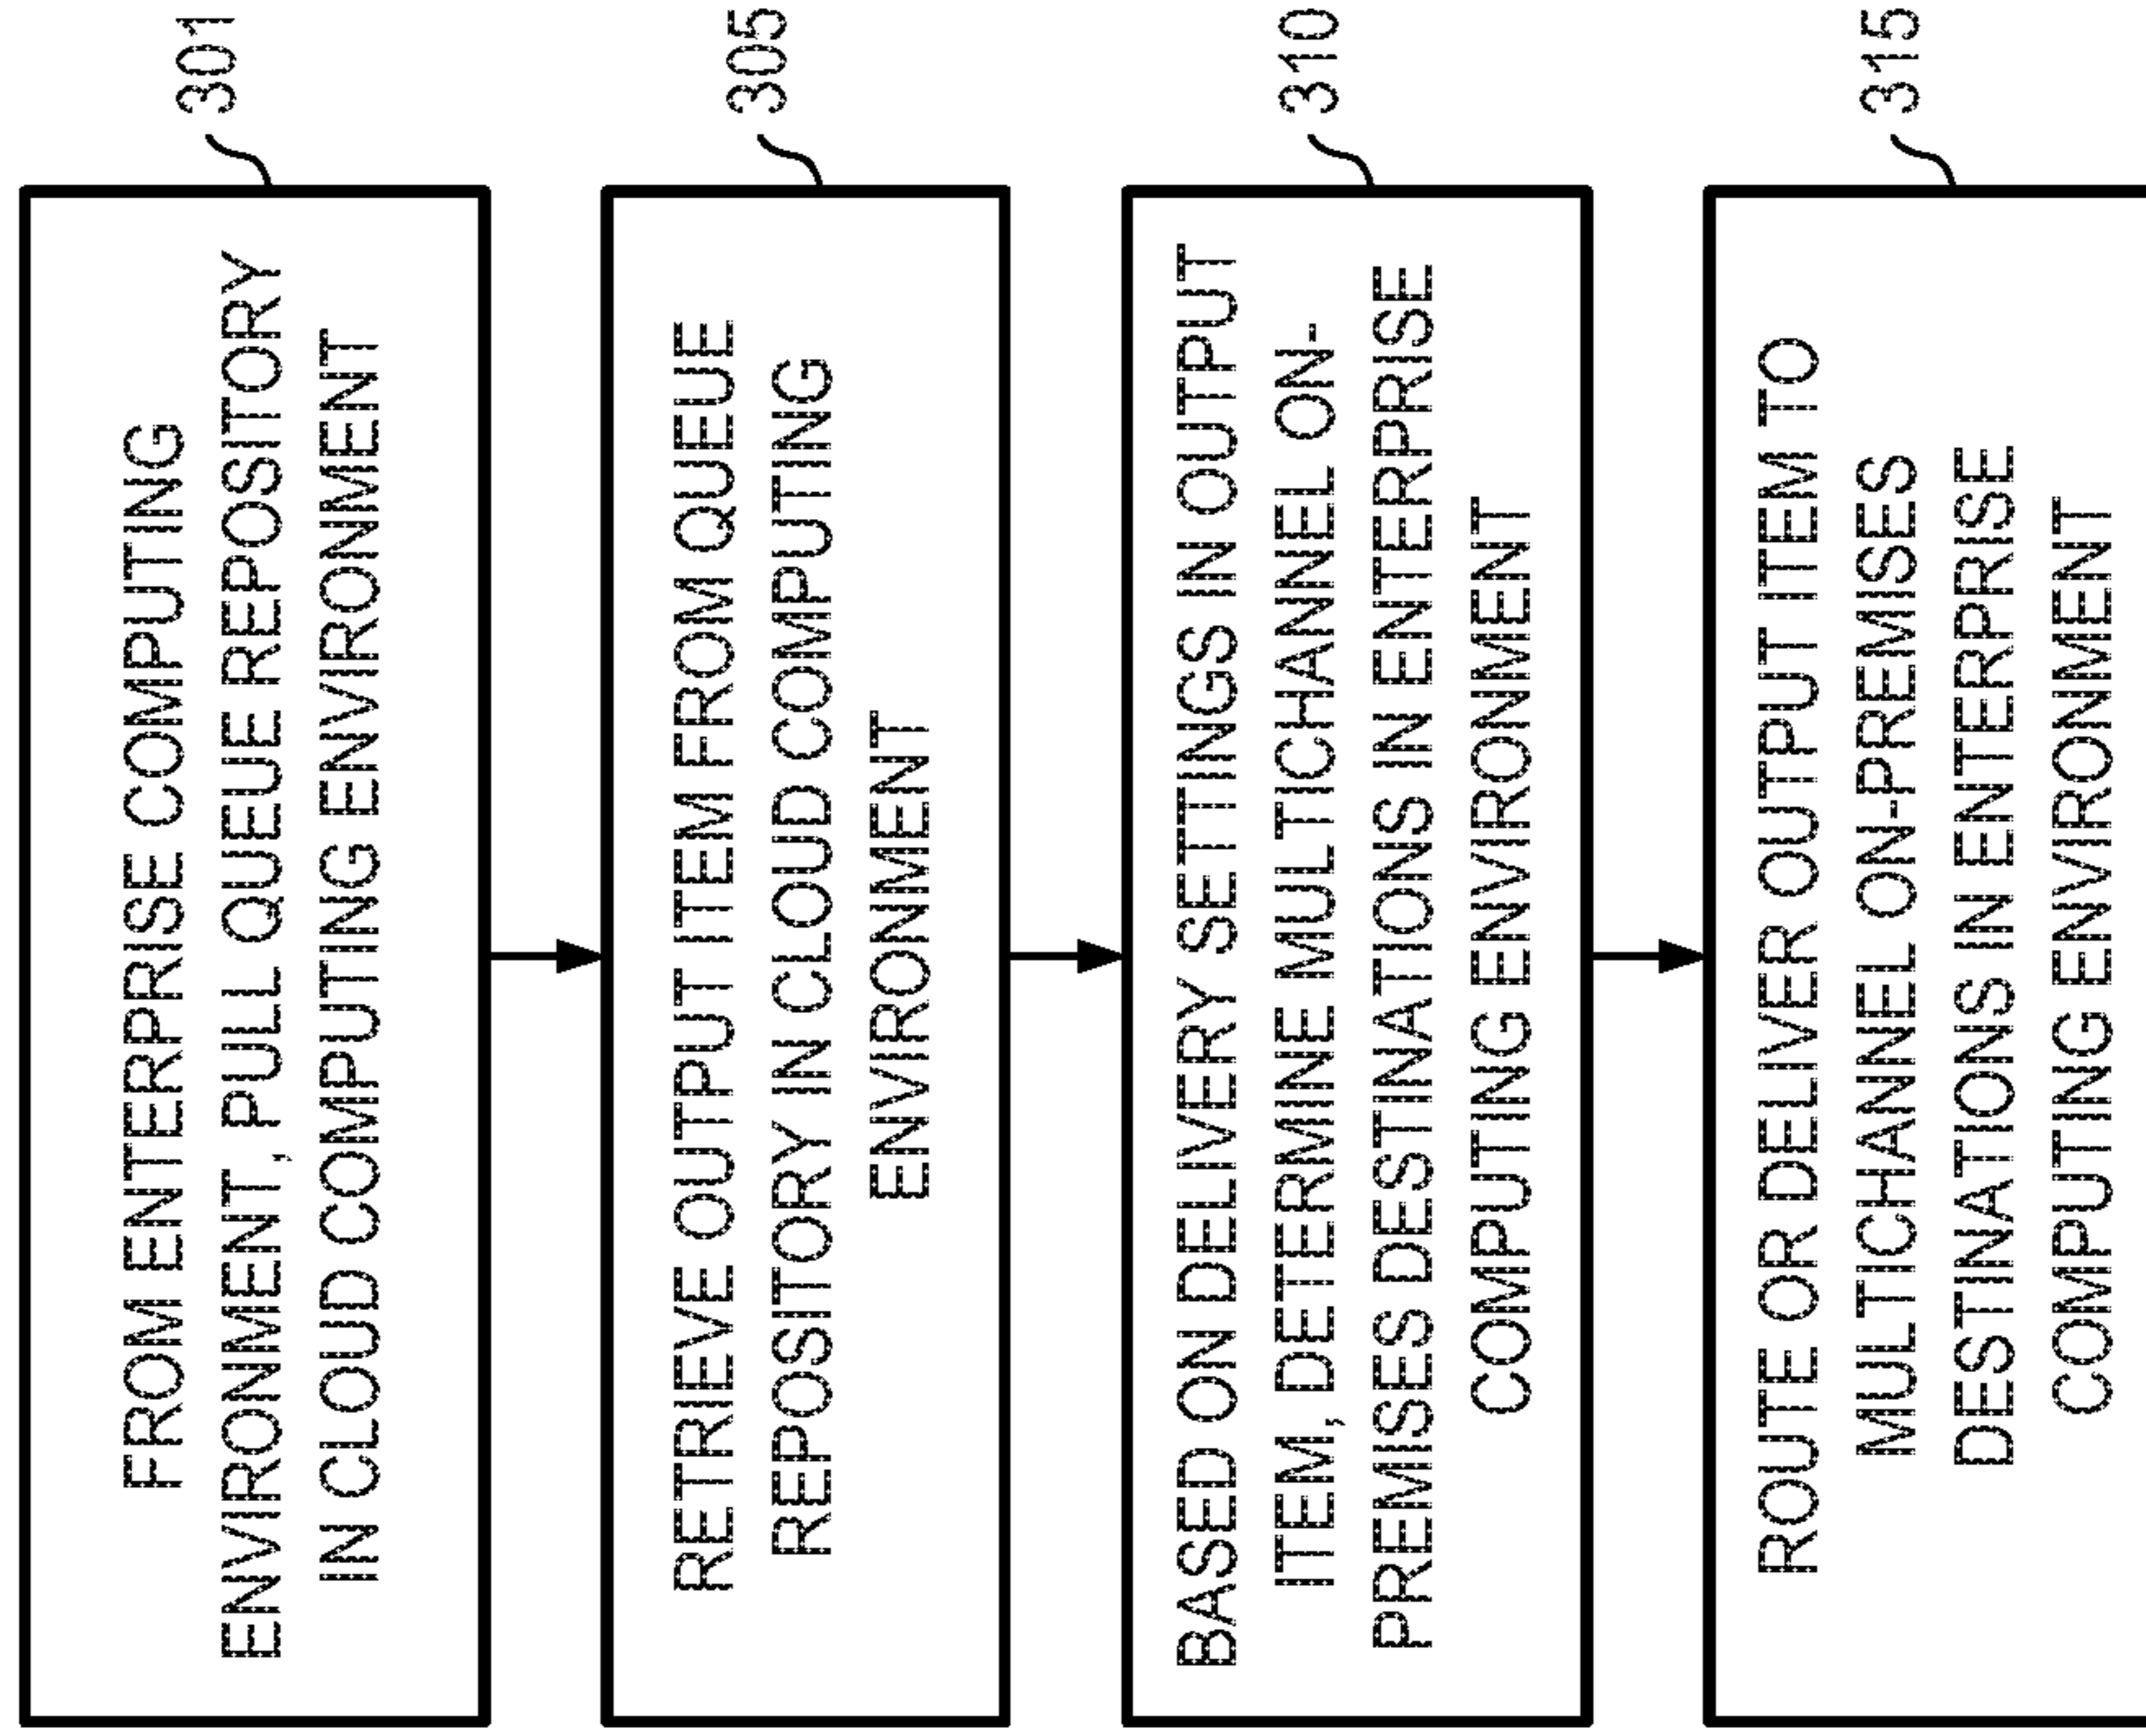 FROM ENTERPRISE COMPUTING
ENVIRONMENT, PULL QUEUE REPOSITORY
IN CLOUD COMPUTING ENVIRONMENT
301
RETRIEVE OUTPUT ITEM FROM QUEUE
REPOSITORY IN CLOUD COMPUTING
ENVIRONMENT
305
BASED ON DELIVERY SETTINGS IN OUTPUT
ITEM, DETERMINE MULTICHANNEL ON-
PREMISES DESTINATIONS IN ENTERPRISE
COMPUTING ENVIRONMENT
310
ROUTE OR DELIVER OUTPUT ITEM TO
MULTICHANNEL ON-PREMISES
DESTINATIONS IN ENTERPRISE
COMPUTING ENVIRONMENT
315